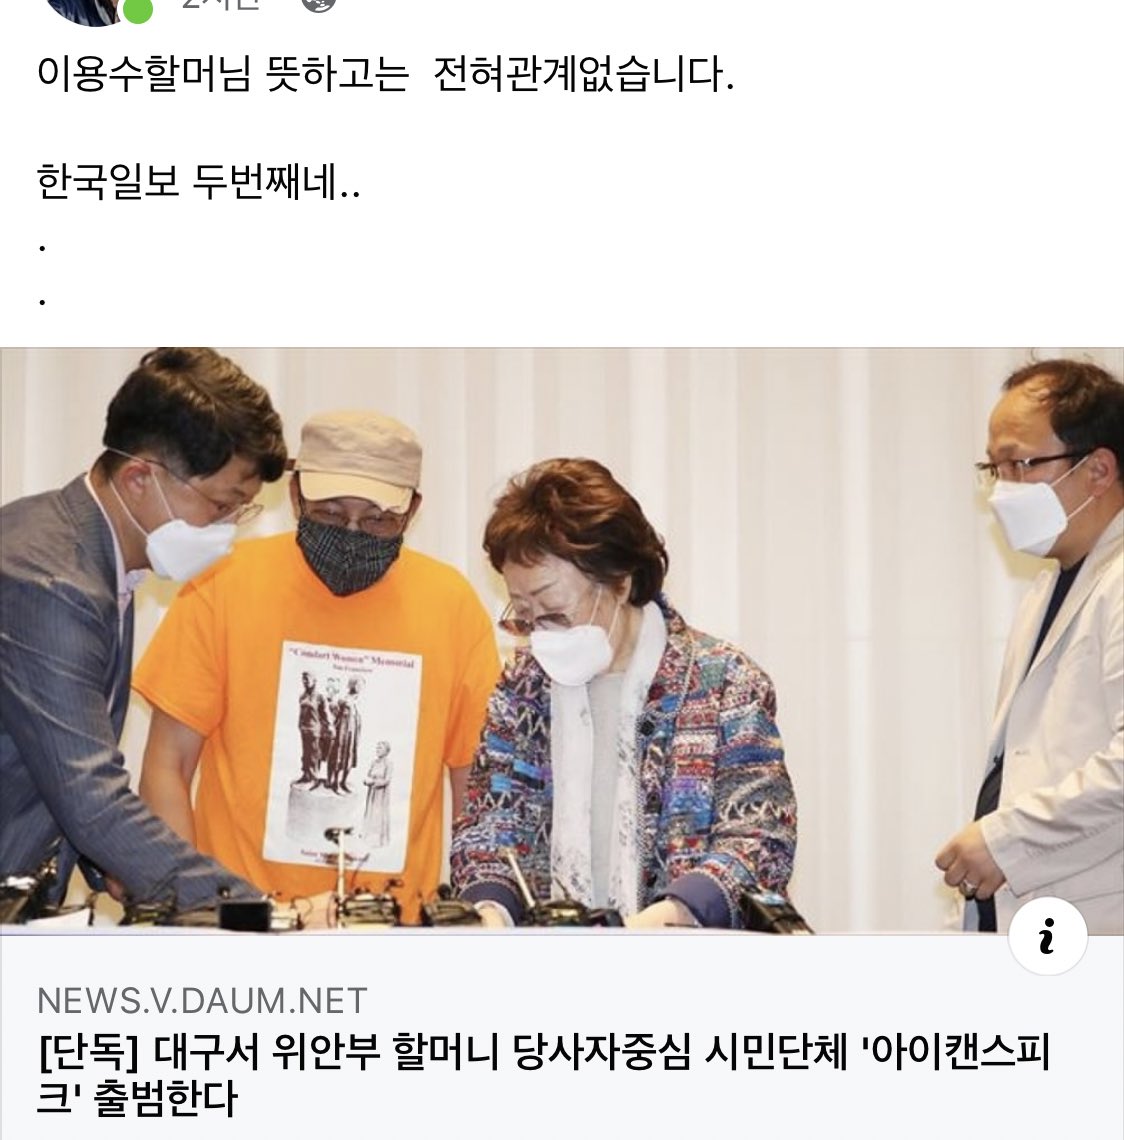 2시간
이용수할머님 뜻하고는  전혀관계없습니다.
한국일보 두번째네..
.
.
"Comfort Women" Memorial
San Francisco
i
NEWS.V.DAUM.NET
[단독] 대구서 위안부 할머니 당사자중심 시민단체 '아이캔스피
크' 출범한다